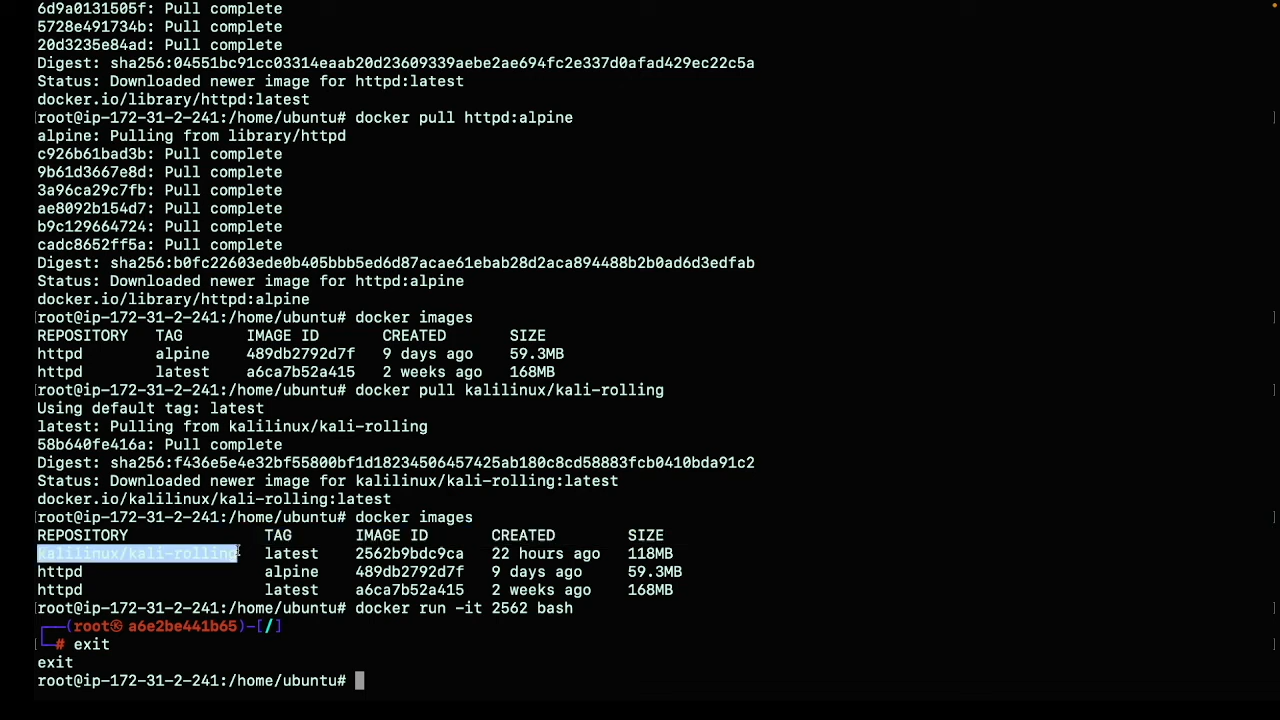 6d9a0131505f: Pull complete
5728e491734b: Pull complete
20d3235e84ad: Pull complete
Digest: sha256:04551bc91cc03314eaab20d23609339aebe2ae694fc2e337d0afad429ec22c5a
Status: Downloaded newer image for httpd:latest
docker.io/library/httpd:latest
root@ip-172-31-2-241:/home/ubuntu# docker pull httpd:alpine
alpine: Pulling from library/httpd
c926b61bad3b: Pull complete
9b61d3667e8d: Pull complete
3a96ca29c7fb: Pull complete
ae8092b154d7: Pull complete
b9c129664724: Pull complete
cadc8652ff5a: Pull complete
Digest: sha256:b0fc22603ede0b405bbb5ed6d87acae61ebab28d2aca894488b2b0ad6d3edfab
Status: Downloaded newer image for httpd:alpine
docker.io/library/httpd:alpine
root@ip-172-31-2-241:/home/ubuntu# docker images
REPOSITORY TAG IMAGE ID CREATED SIZE
httpd alpine 489db2792d7f 9 days ago 59.3MB
httpd latest a6ca7b52a415 2 weeks ago 168MB
root@ip-172-31-2-241:/home/ubuntu# docker pull kalilinux/kali-rolling
Using default tag: latest
latest: Pulling from kalilinux/kali-rolling
58b640fe416a: Pull complete
Digest: sha256:f436e5e4e32bf55800bf1d18234506457425ab180c8cd58883fcb0410bda91c2
Status: Downloaded newer image for kalilinux/kali-rolling:latest
docker.io/kalilinux/kali-rolling:latest
root@ip-172-31-2-241:/home/ubuntu# docker images
REPOSITORY TAG IMAGE ID CREATED SIZE
kalilinux/kali-rolling latest 2562b9bdc9ca 22 hours ago 118MB
httpd alpine 489db2792d7f 9 days ago 59.3MB
httpd latest a6ca7b52a415 2 weeks ago 168MB
root@ip-172-31-2-241:/home/ubuntu# docker run -it 2562 bash
┌──(root㉿a6e2be441b65)-[/]
└─# exit
exit
root@ip-172-31-2-241:/home/ubuntu#